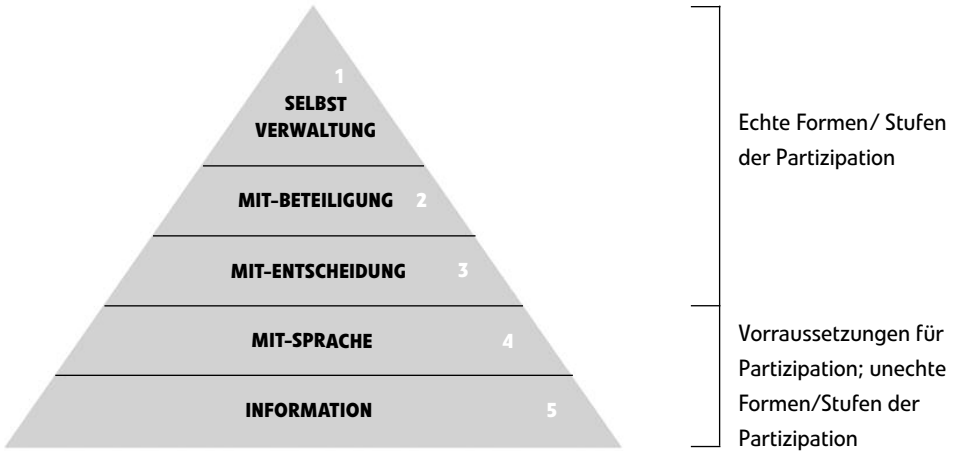 1
SELBST
VERWALTUNG
MIT-BETEILIGUNG 2
MIT-ENTSCHEIDUNG 3
MIT-SPRACHE 4
INFORMATION 5
Echte Formen/ Stufen
der Partizipation
Vorraussetzungen für
Partizipation; unechte
Formen/Stufen der
Partizipation